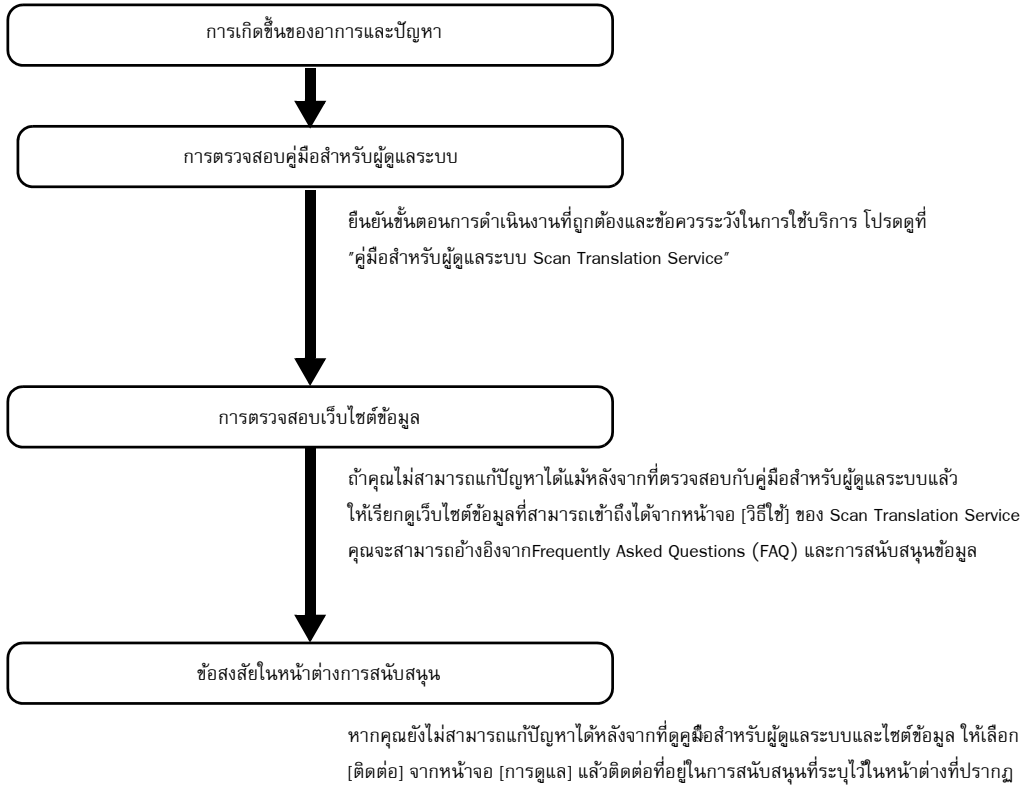 การเกิดขึ้นของอาการและปัญหา
การตรวจสอบคู่มือสำหรับผู้ดูแลระบบ
ยืนยันขั้นตอนการดำเนินงานที่ถูกต้องและข้อควรระวังในการใช้บริการ โปรดดูที่
"คู่มือสำหรับผู้ดูแลระบบ Scan Translation Service"
การตรวจสอบเว็บไซต์ข้อมูล
ถ้าคุณไม่สามารถแก้ปัญหาได้แม้หลังจากที่ตรวจสอบกับคู่มือสำหรับผู้ดูแลระบบแล้ว
ให้เรียกดูเว็บไซต์ข้อมูลที่สามารถเข้าถึงได้จากหน้าจอ [วิธีใช้] ของ Scan Translation Service
คุณจะสามารถอ้างอิงจากFrequently Asked Questions (FAQ) และการสนับสนุนข้อมูล
ข้อสงสัยในหน้าต่างการสนับสนุน
หากคุณยังไม่สามารถแก้ปัญหาได้หลังจากที่ดูคู่มือสำหรับผู้ดูแลระบบและไซต์ข้อมูล ให้เลือก
[ติดต่อ] จากหน้าจอ [การดูแล] แล้วติดต่อที่อยู่ในการสนับสนุนที่ระบุไว้ในหน้าต่างที่ปรากฏ